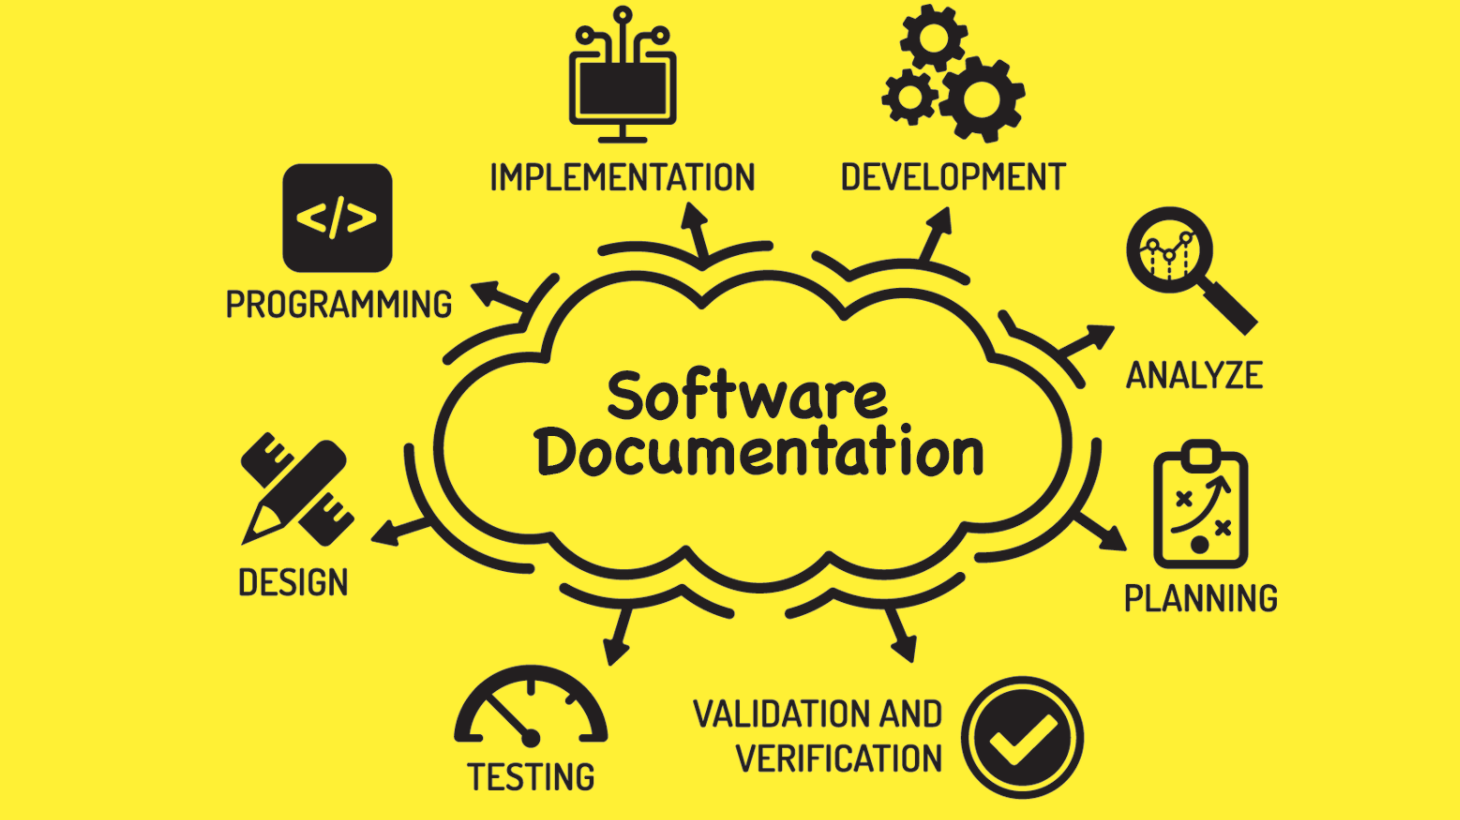 IMPLEMENTATION
DEVELOPMENT
</>
PROGRAMMING
ANALYZE
Software
Documentation
DESIGN
PLANNING
VALIDATION AND
VERIFICATION
TESTING